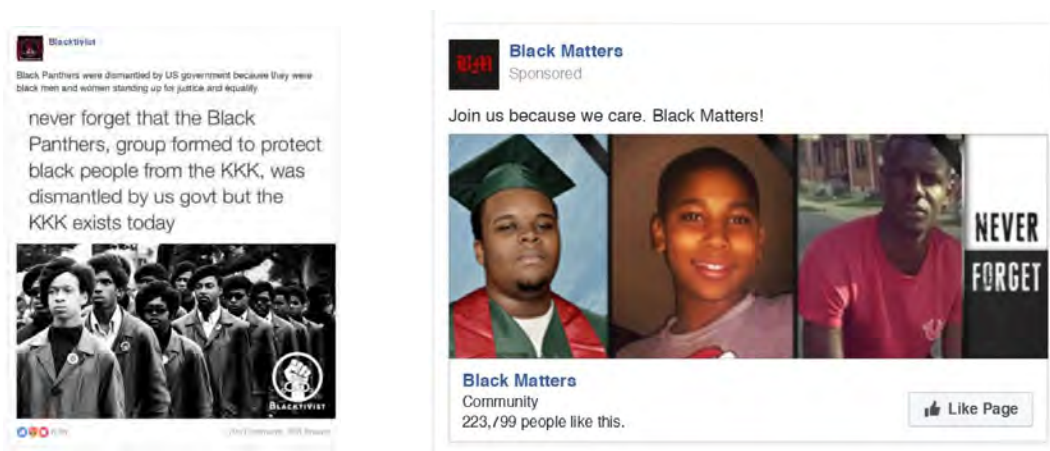 Blacktivist
Black Panthers were dismantled by US government because they were
black men and women standing up for justice and equality
never forget that the Black
Panthers, group formed to protect
black people from the KKK, was
dismantled by us govt but the
KKK exists today
BLACKTIVIST
Black Matters
Sponsored
Join us because we care. Black Matters!
NEVER
FORGET
Black Matters
Community
223,799 people like this.
Like Page